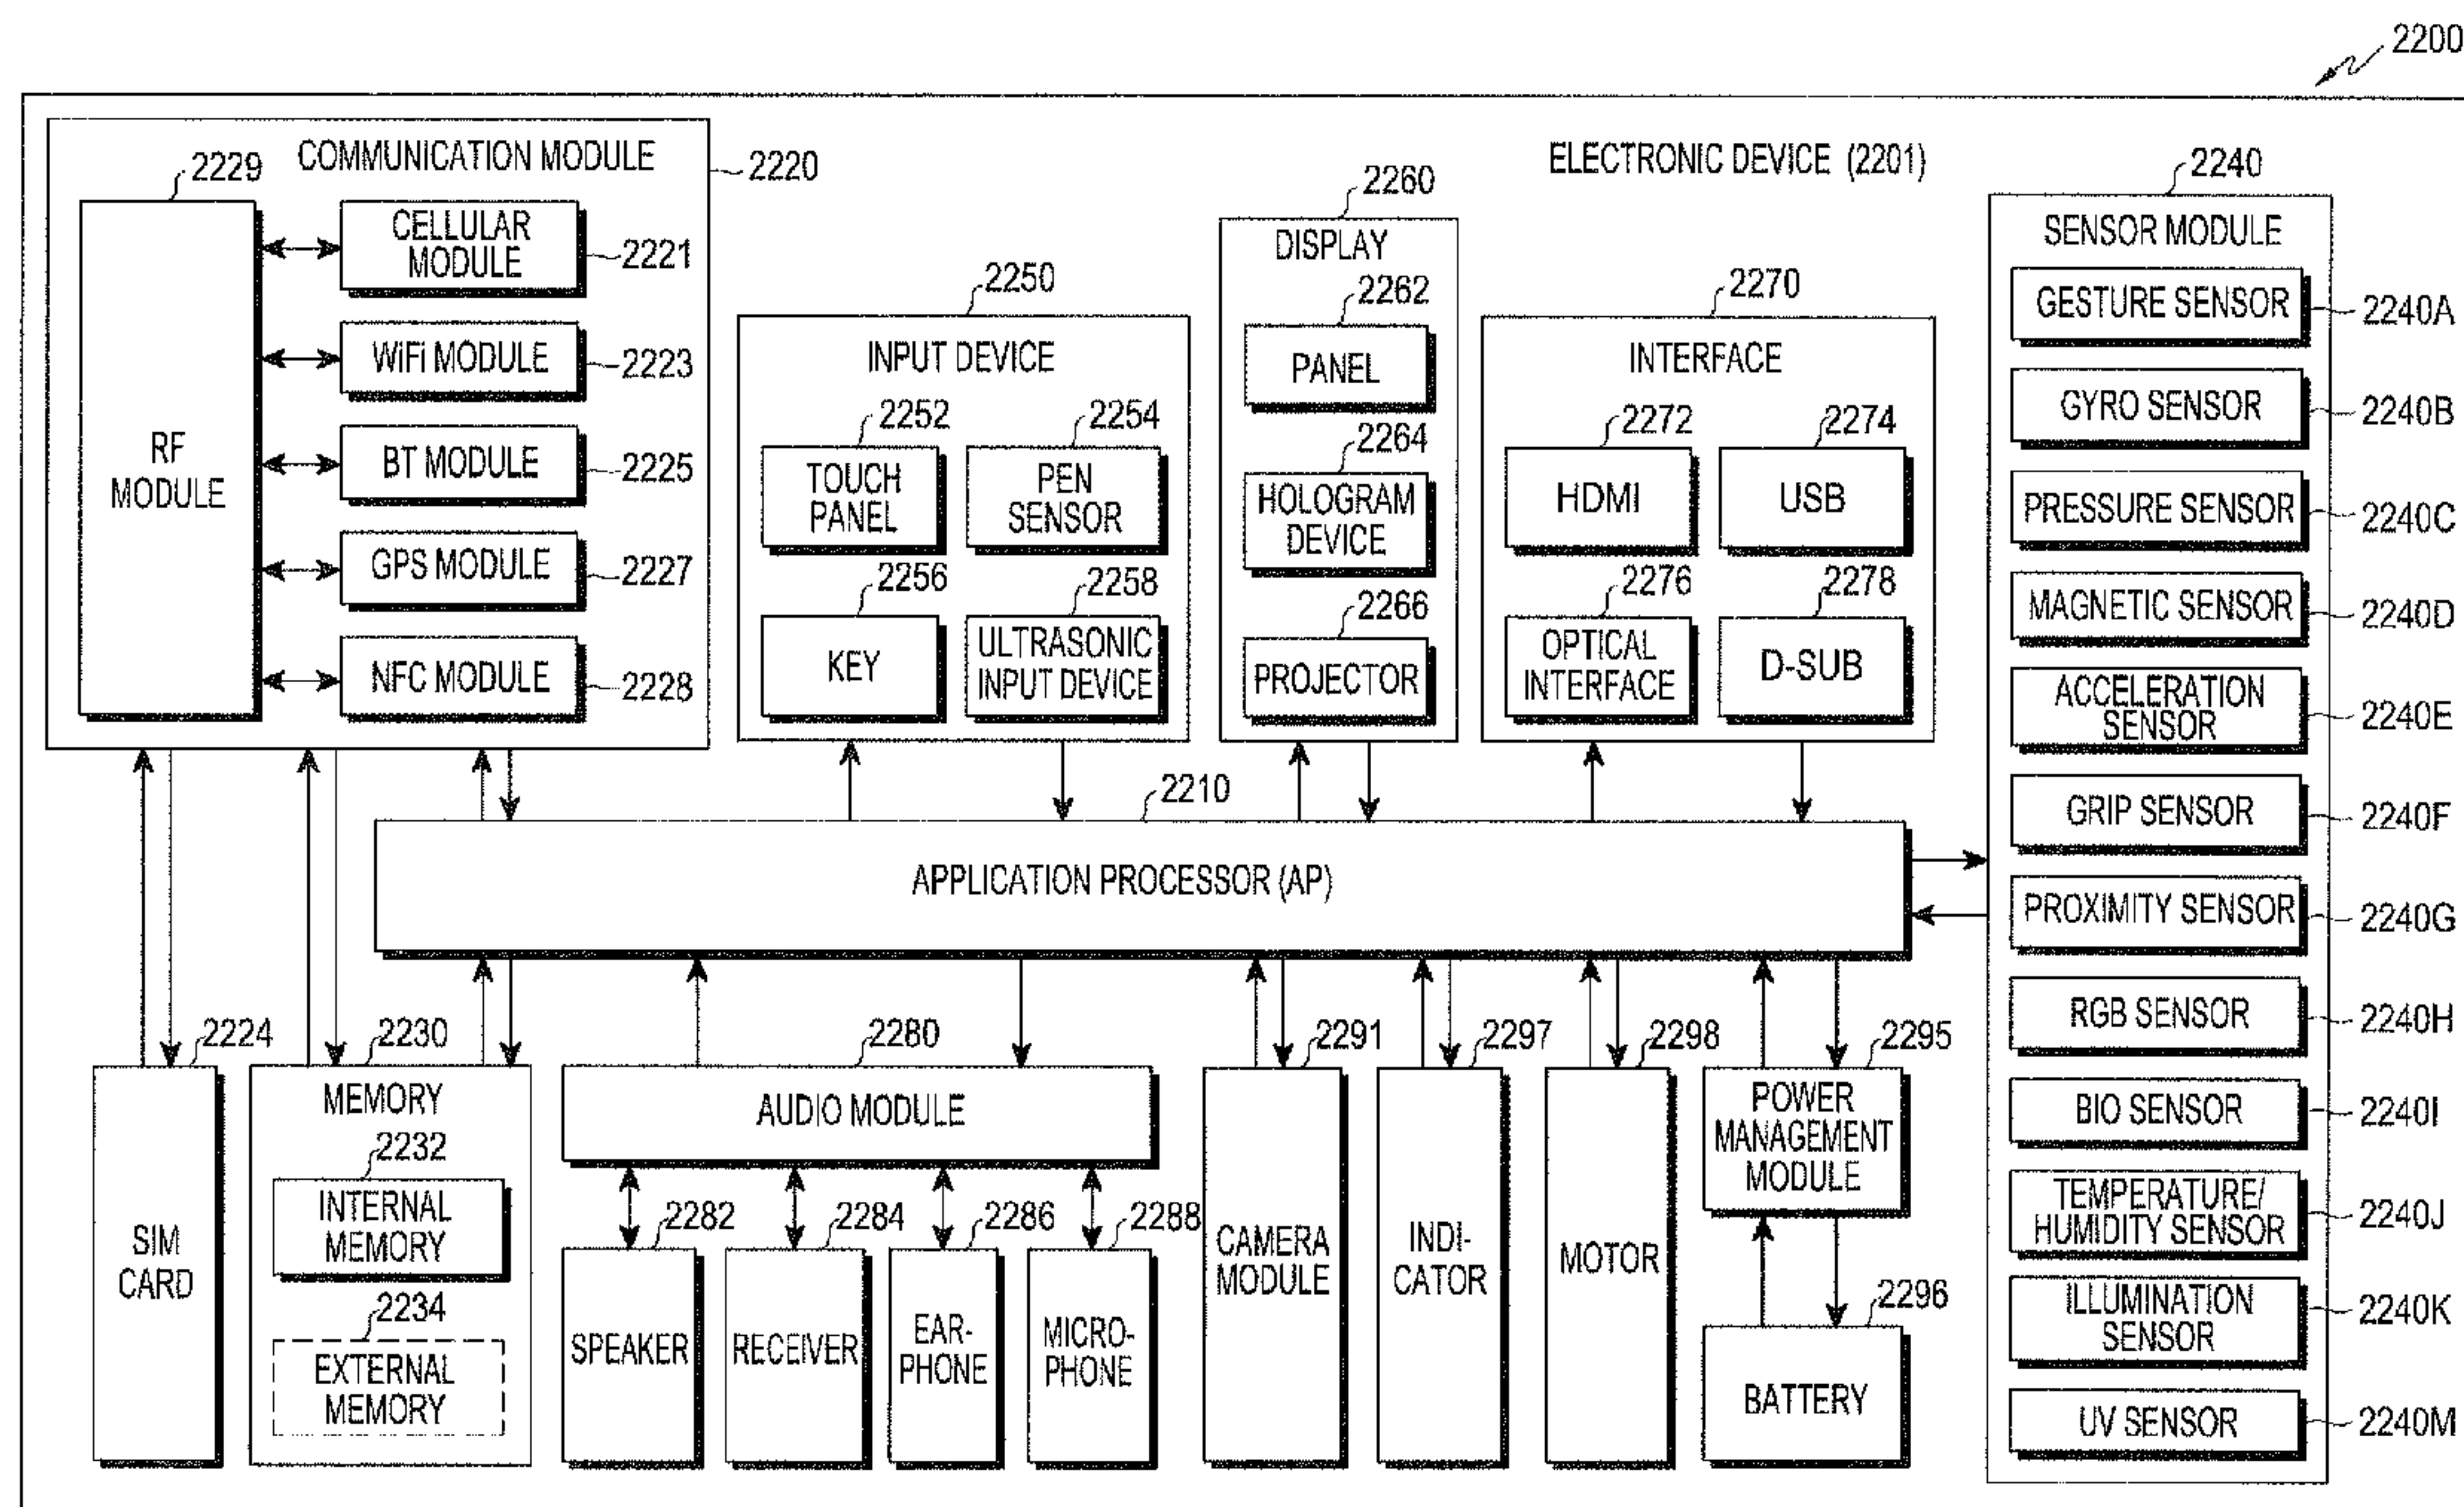 2200
COMMUNICATION MODULE
2220
2229
RF
MODULE
CELLULAR
MODULE
2221
WiFi MODULE
2223
BT MODULE
2225
GPS MODULE
2227
NFC MODULE
2228
ELECTRONIC DEVICE (2201)
2250
INPUT DEVICE
2252
TOUCH
PANEL
2254
PEN
SENSOR
2256
KEY
2258
ULTRASONIC
INPUT DEVICE
2260
DISPLAY
2262
PANEL
2264
HOLOGRAM
DEVICE
2266
PROJECTOR
2270
INTERFACE
2272
HDMI
2274
USB
2276
OPTICAL
INTERFACE
2278
D-SUB
2240
SENSOR MODULE
GESTURE SENSOR
2240A
GYRO SENSOR
2240B
PRESSURE SENSOR
2240C
MAGNETIC SENSOR
2240D
ACCELERATION
SENSOR
2240E
GRIP SENSOR
2240F
PROXIMITY SENSOR
2240G
RGB SENSOR
2240H
BIO SENSOR
2240I
TEMPERATURE/
HUMIDITY SENSOR
2240J
ILLUMINATION
SENSOR
2240K
UV SENSOR
2240M
2210
APPLICATION PROCESSOR (AP)
2224
SIM
CARD
2230
MEMORY
2232
INTERNAL
MEMORY
2234
EXTERNAL
MEMORY
2280
AUDIO MODULE
2282
SPEAKER
2284
RECEIVER
2286
EAR-
PHONE
2288
MICRO-
PHONE
2291
CAMERA
MODULE
2297
INDI-
CATOR
2298
MOTOR
2295
POWER
MANAGEMENT
MODULE
2296
BATTERY